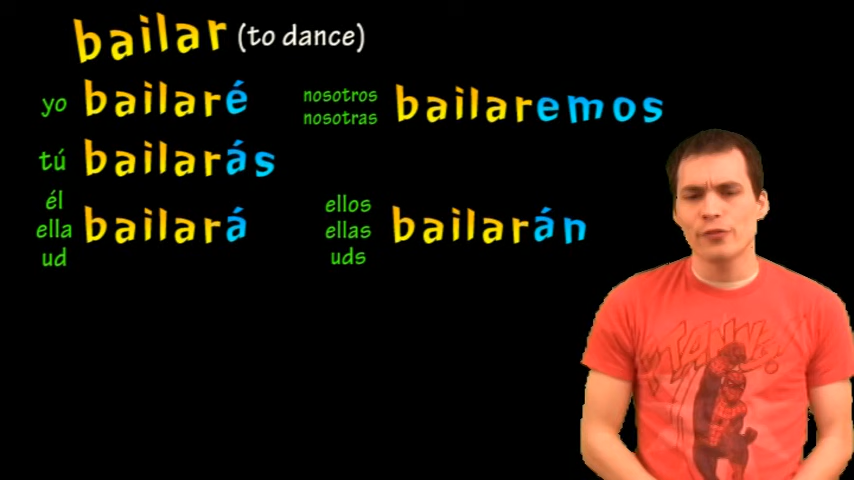 bailar (to dance)
yo bailaré
nosotros
nosotras
bailaremos
tú bailarás
él
ella
ud
bailará
ellos
ellas
uds
bailarán